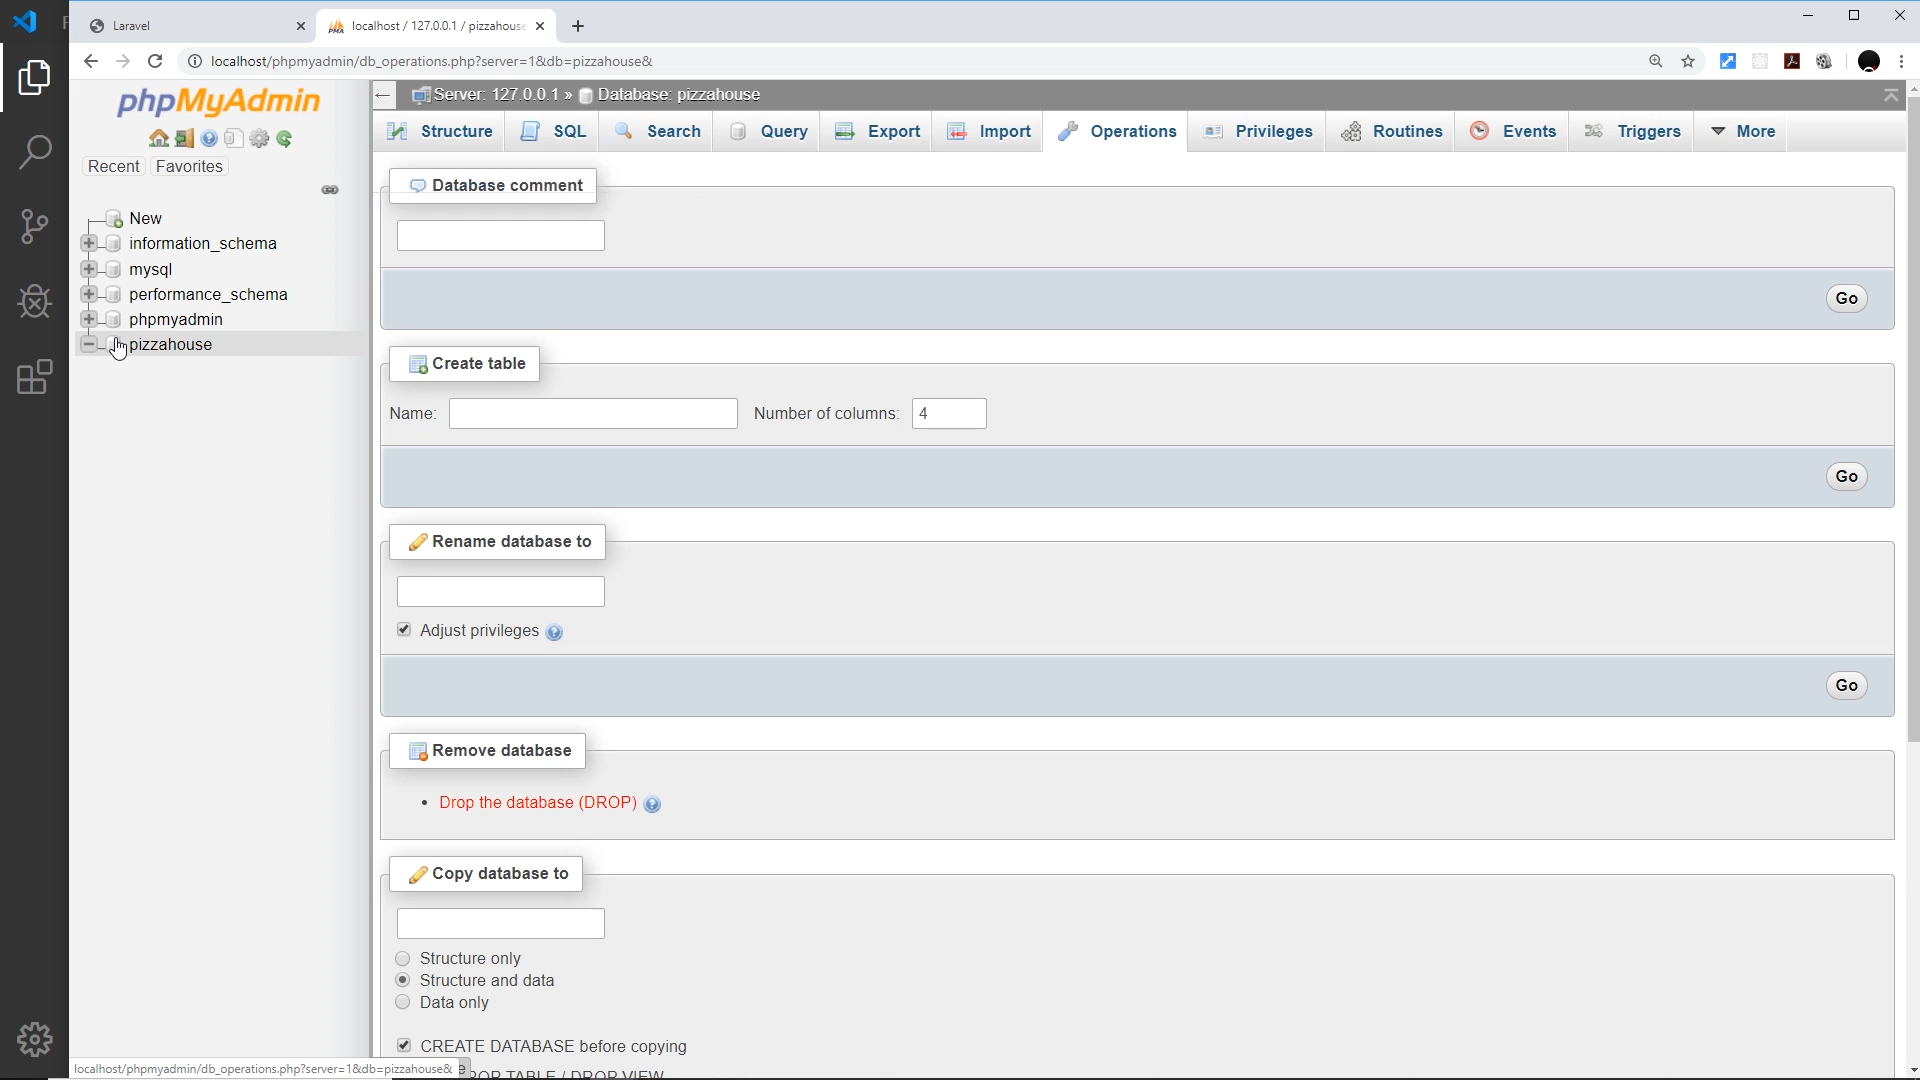 Laravel
localhost / 127.0.0.1 / pizzahouse
localhost/phpmyadmin/db_operations.php?server=1&db=pizzahouse&
phpMyAdmin
Recent Favorites
New
information_schema
mysql
performance_schema
phpmyadmin
pizzahouse
Server: 127.0.0.1 » Database: pizzahouse
Structure SQL Search Query Export Import Operations Privileges Routines Events Triggers More
Database comment
Go
Create table
Name: Number of columns: 4
Go
Rename database to
Adjust privileges
Go
Remove database
• Drop the database (DROP)
Copy database to
Structure only
Structure and data
Data only
CREATE DATABASE before copying
localhost/phpmyadmin/db_operations.php?server=1&db=pizzahouse&
TABLE / DROP VIEW